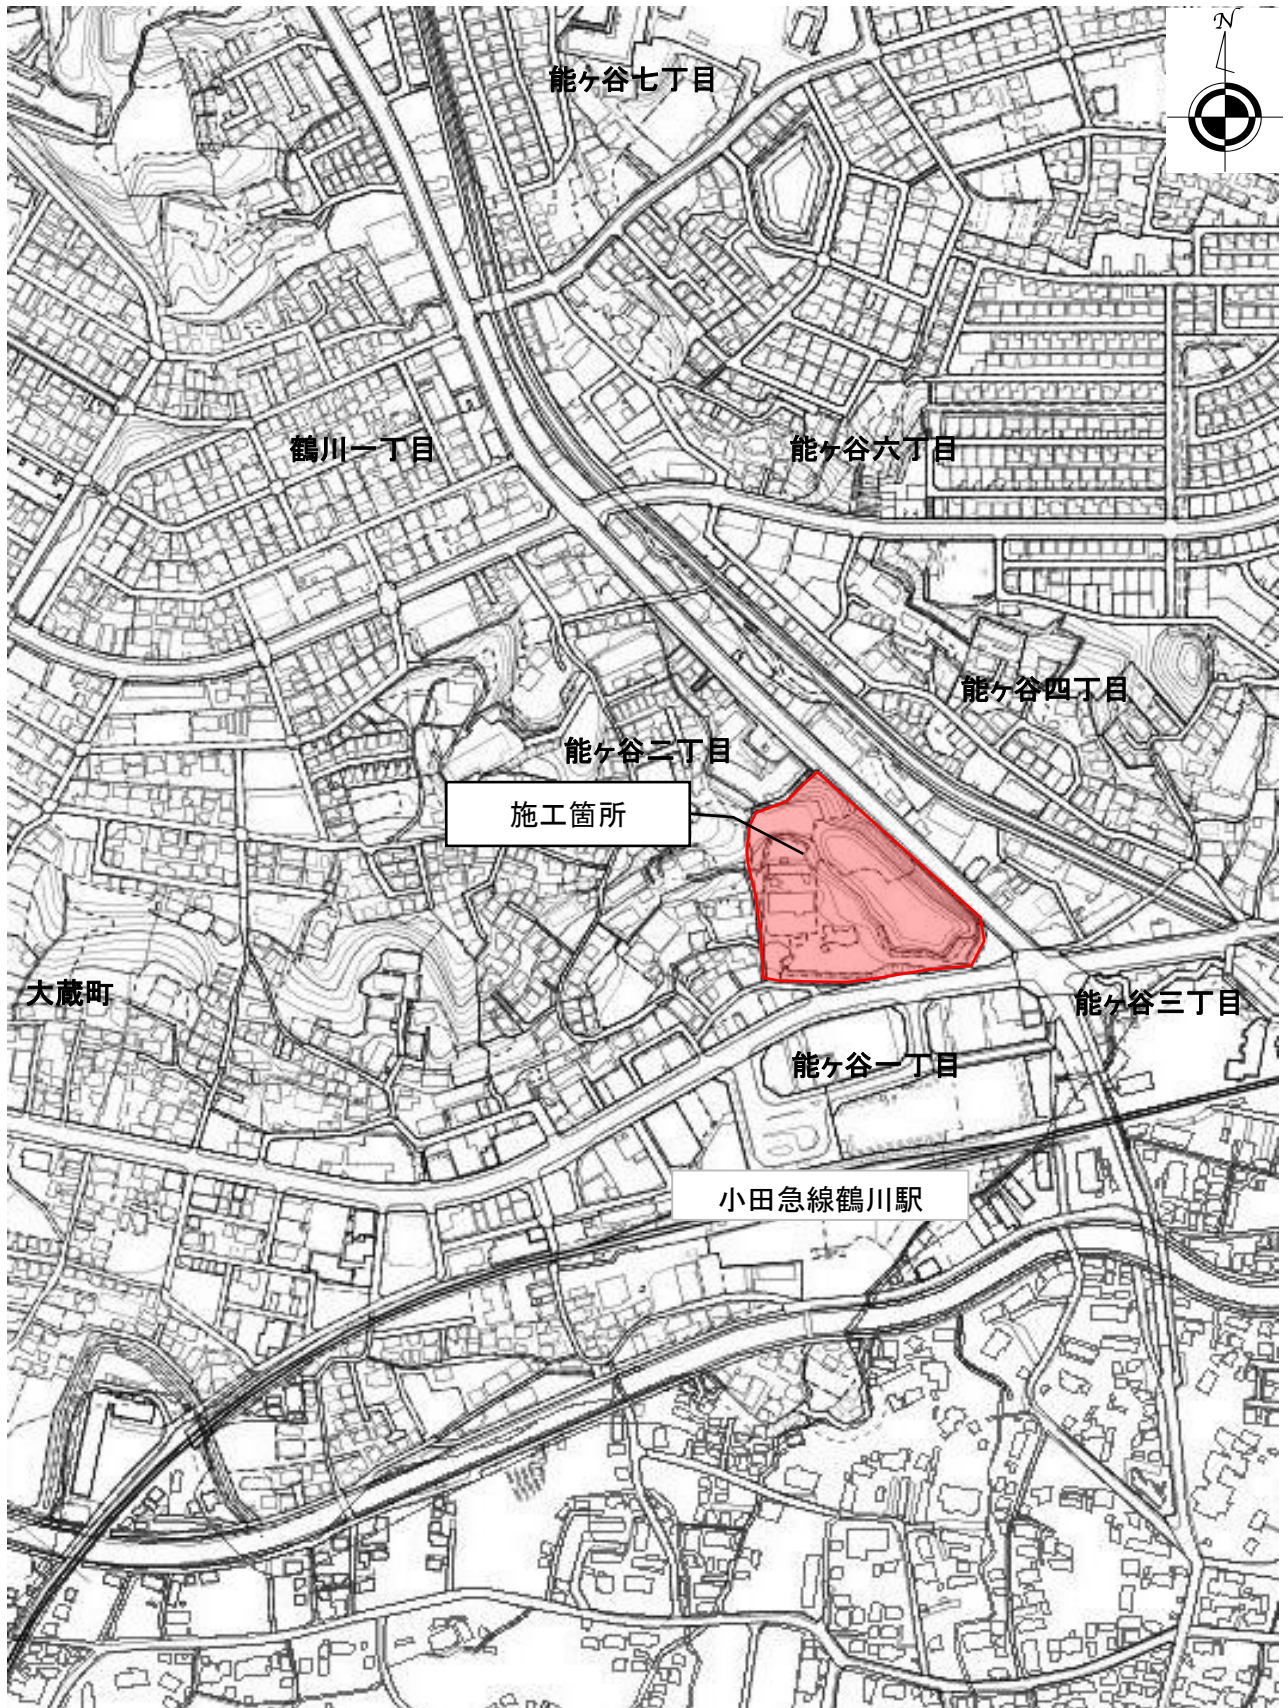 N
能ヶ谷七丁目
鶴川一丁目
能ヶ谷六丁目
能ヶ谷四丁目
能ヶ谷二丁目
施工箇所
大蔵町
能ヶ谷三丁目
能ヶ谷一丁目
小田急線鶴川駅